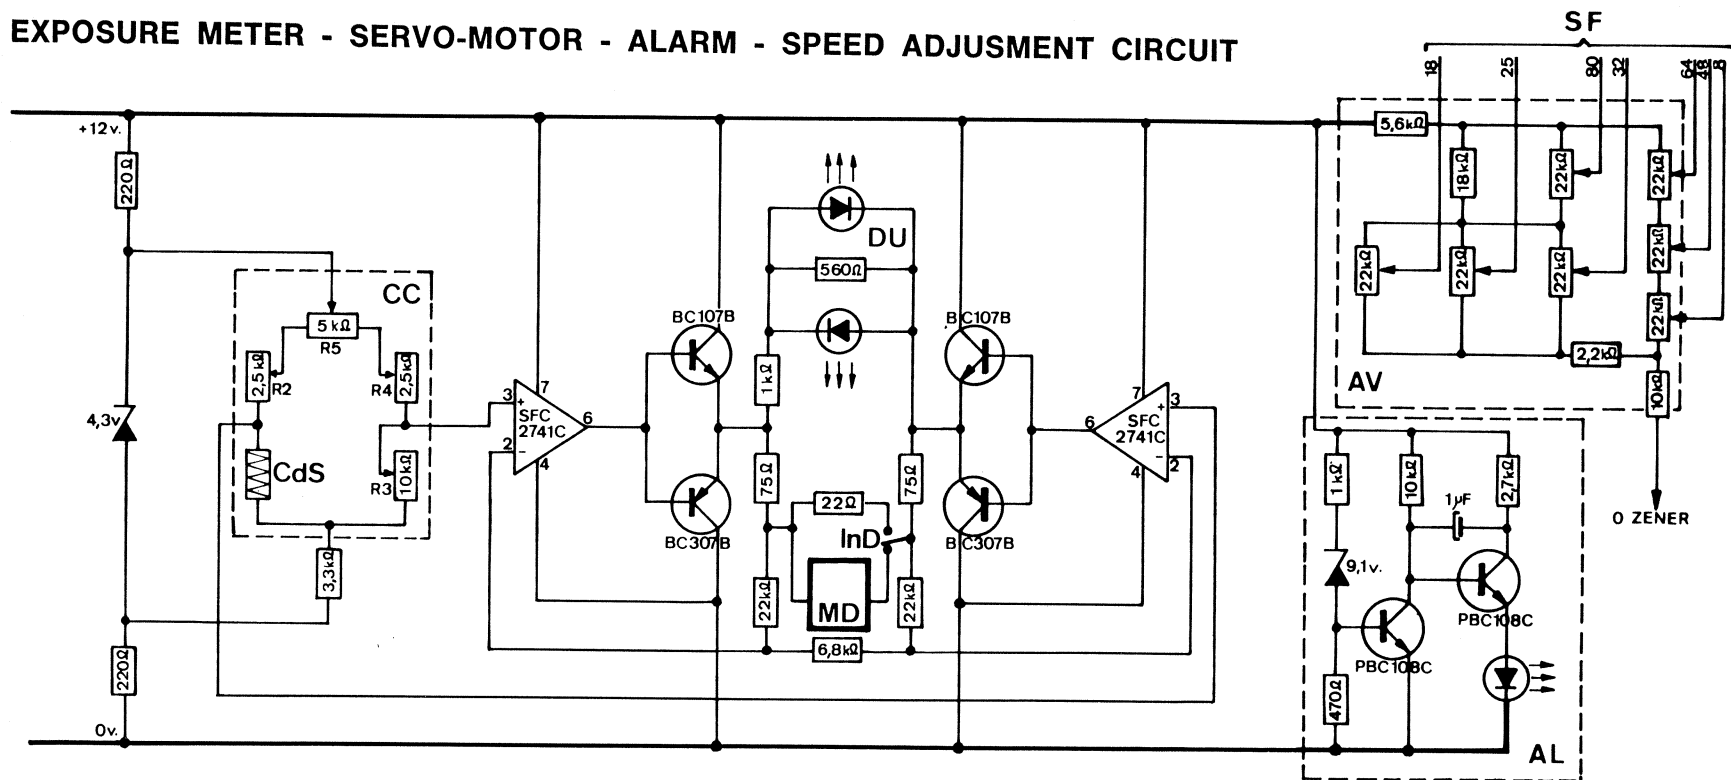 EXPOSURE METER - SERVO-MOTOR - ALARM - SPEED ADJUSMENT CIRCUIT
SF
18
25
80
32
64
48
8
+12v.
220Ω
4,3v
220Ω
0v.
CC
5kΩ
R5
2,5kΩ
R2
R4
2,5kΩ
CdS
R3
10kΩ
3,3kΩ
3
+
SFC
2741C
2
-
7
6
4
BC107B
BC307B
DU
560Ω
1kΩ
75Ω
75Ω
22Ω
InD
MD
22kΩ
22kΩ
6,8kΩ
BC107B
BC307B
7
3
+
SFC
2741C
6
-
2
4
5,6kΩ
18kΩ
22kΩ
22kΩ
22kΩ
22kΩ
22kΩ
22kΩ
22kΩ
2,2kΩ
AV
10kΩ
0 ZENER
1kΩ
10kΩ
2,7kΩ
1µF
9,1v.
PBC108C
PBC108C
470Ω
AL